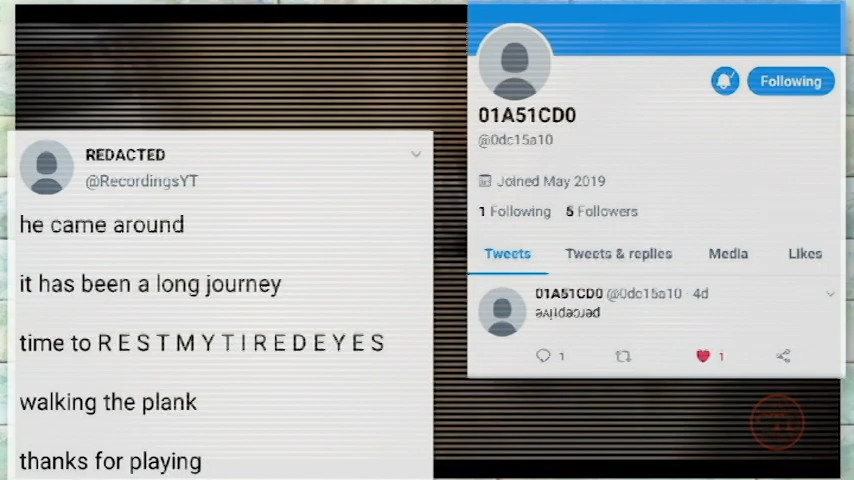 REDACTED
@RecordingsYT
he came around
it has been a long journey
time to R E S T M Y T I R E D E Y E S
walking the plank
thanks for playing
Following
01A51CD0
@0dc15a10
Joined May 2019
1 Following 5 Followers
Tweets Tweets & replies Media Likes
01A51CD0 @0dc15a10 · 4d
1 1